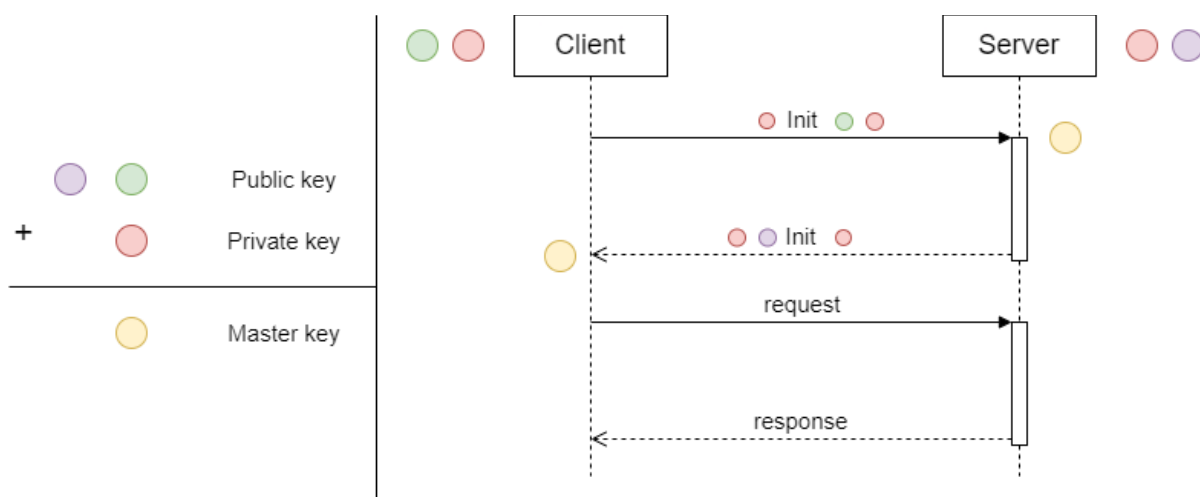 Client
Server
Init
Public key
+
Private key
Init
request
Master key
response